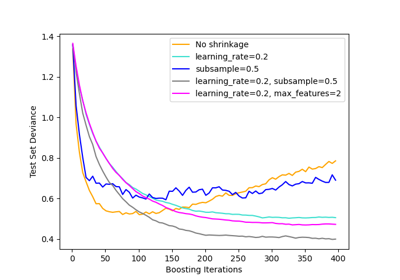 No shrinkage
learning_rate=0.2
subsample=0.5
learning_rate=0.2, subsample=0.5
learning_rate=0.2, max_features=2
Test Set Deviance
1.4
1.2
1.0
0.8
0.6
0.4
0 50 100 150 200 250 300 350 400
Boosting Iterations